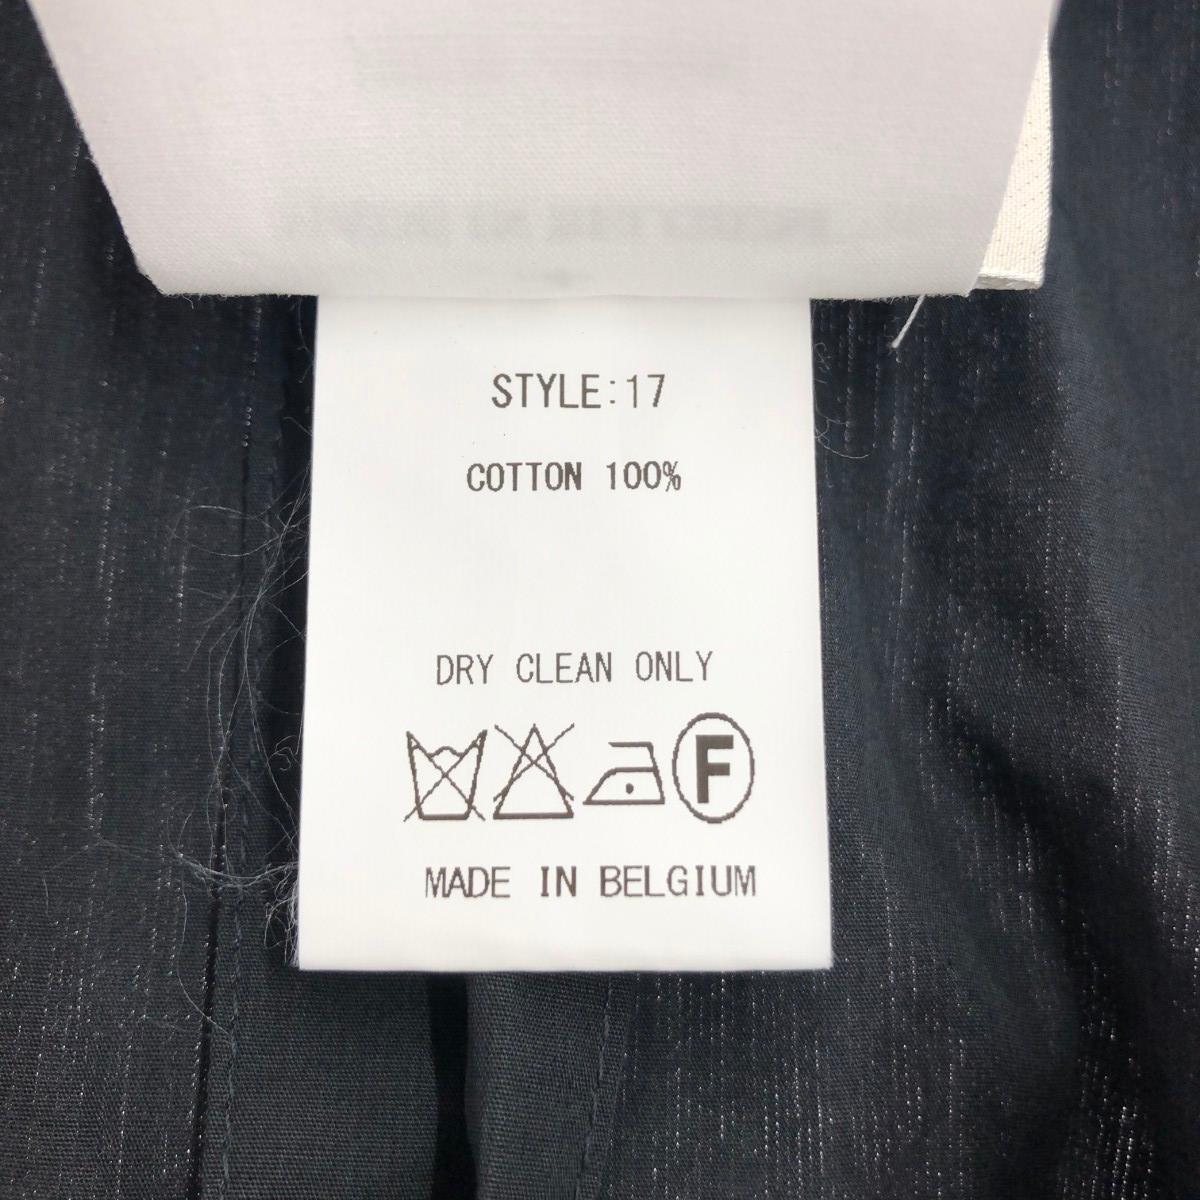 STYLE:17
COTTON 100%
DRY CLEAN ONLY
F
MADE IN BELGIUM